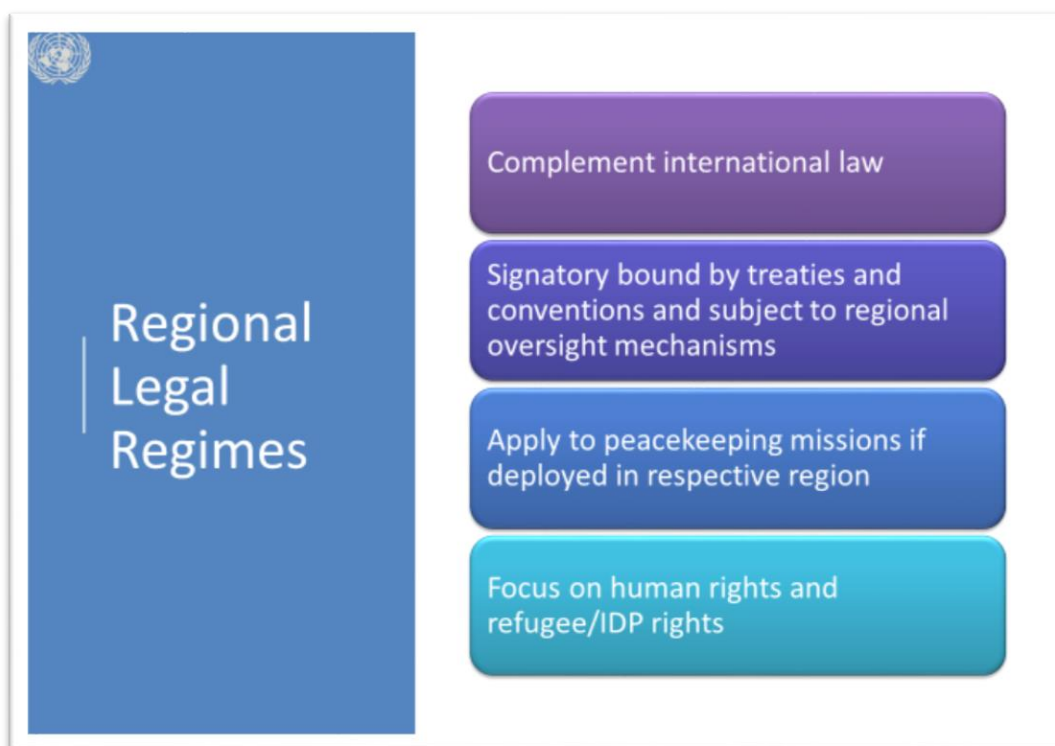 Regional
Legal
Regimes
Complement international law
Signatory bound by treaties and
conventions and subject to regional
oversight mechanisms
Apply to peacekeeping missions if
deployed in respective region
Focus on human rights and
refugee/IDP rights